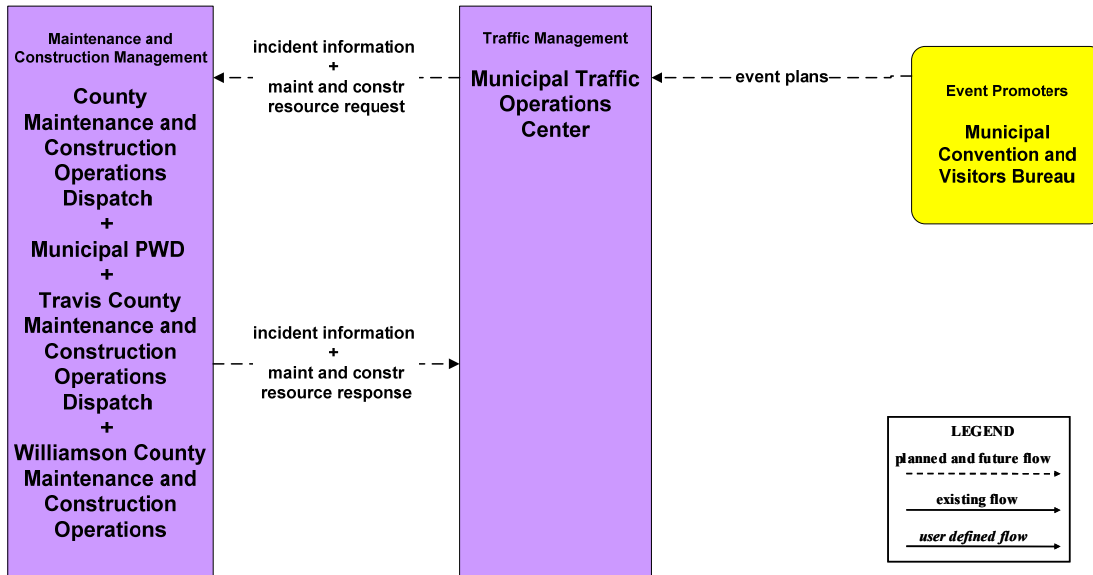 Maintenance and
Construction Management
County
Maintenance and
Construction
Operations
Dispatch
+
Municipal PWD
+
Travis County
Maintenance and
Construction
Operations
Dispatch
+
Williamson County
Maintenance and
Construction
Operations
incident information
+
maint and constr
resource request
incident information
+
maint and constr
resource response
Traffic Management
Municipal Traffic
Operations
Center
event plans
Event Promoters
Municipal
Convention and
Visitors Bureau
LEGEND
planned and future flow
existing flow
user defined flow